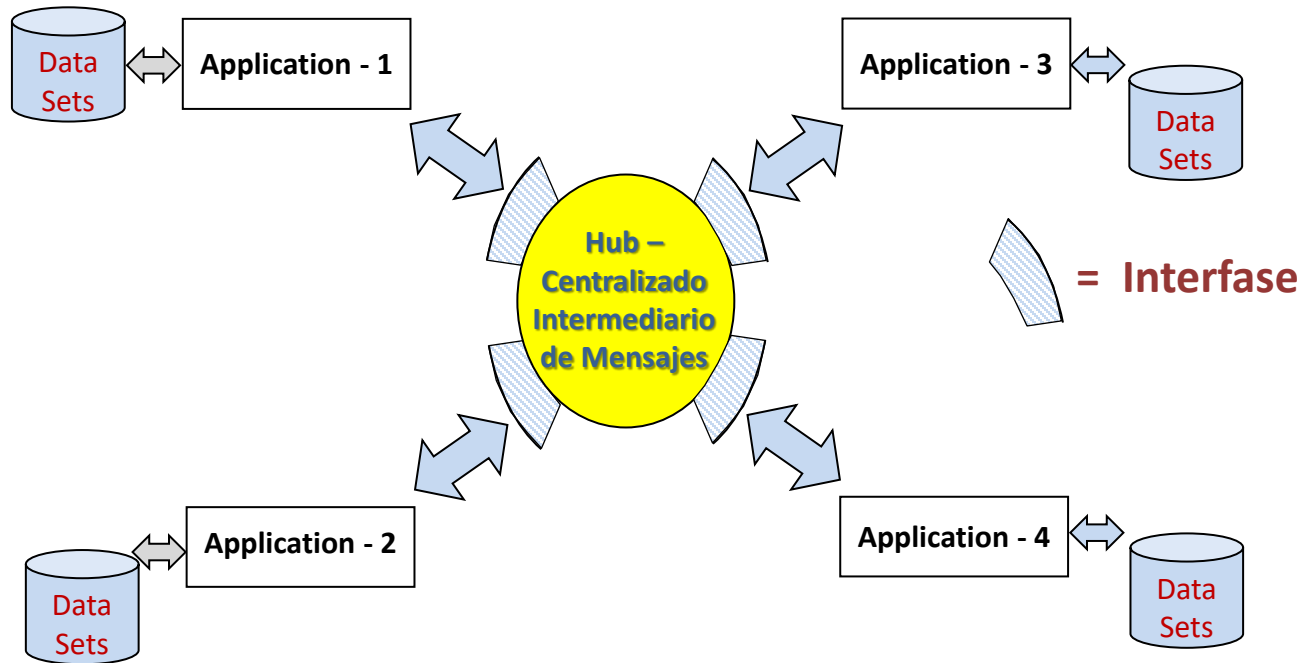 Data
Sets
Application - 1
Application - 3
Data
Sets
Hub –
Centralizado
Intermediario
de Mensajes
= Interfase
Application - 2
Data
Sets
Application - 4
Data
Sets